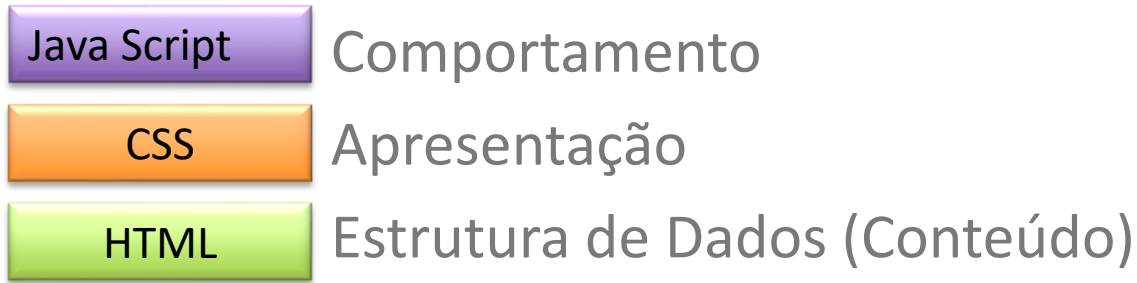 Java Script Comportamento
CSS Apresentação
HTML Estrutura de Dados (Conteúdo)